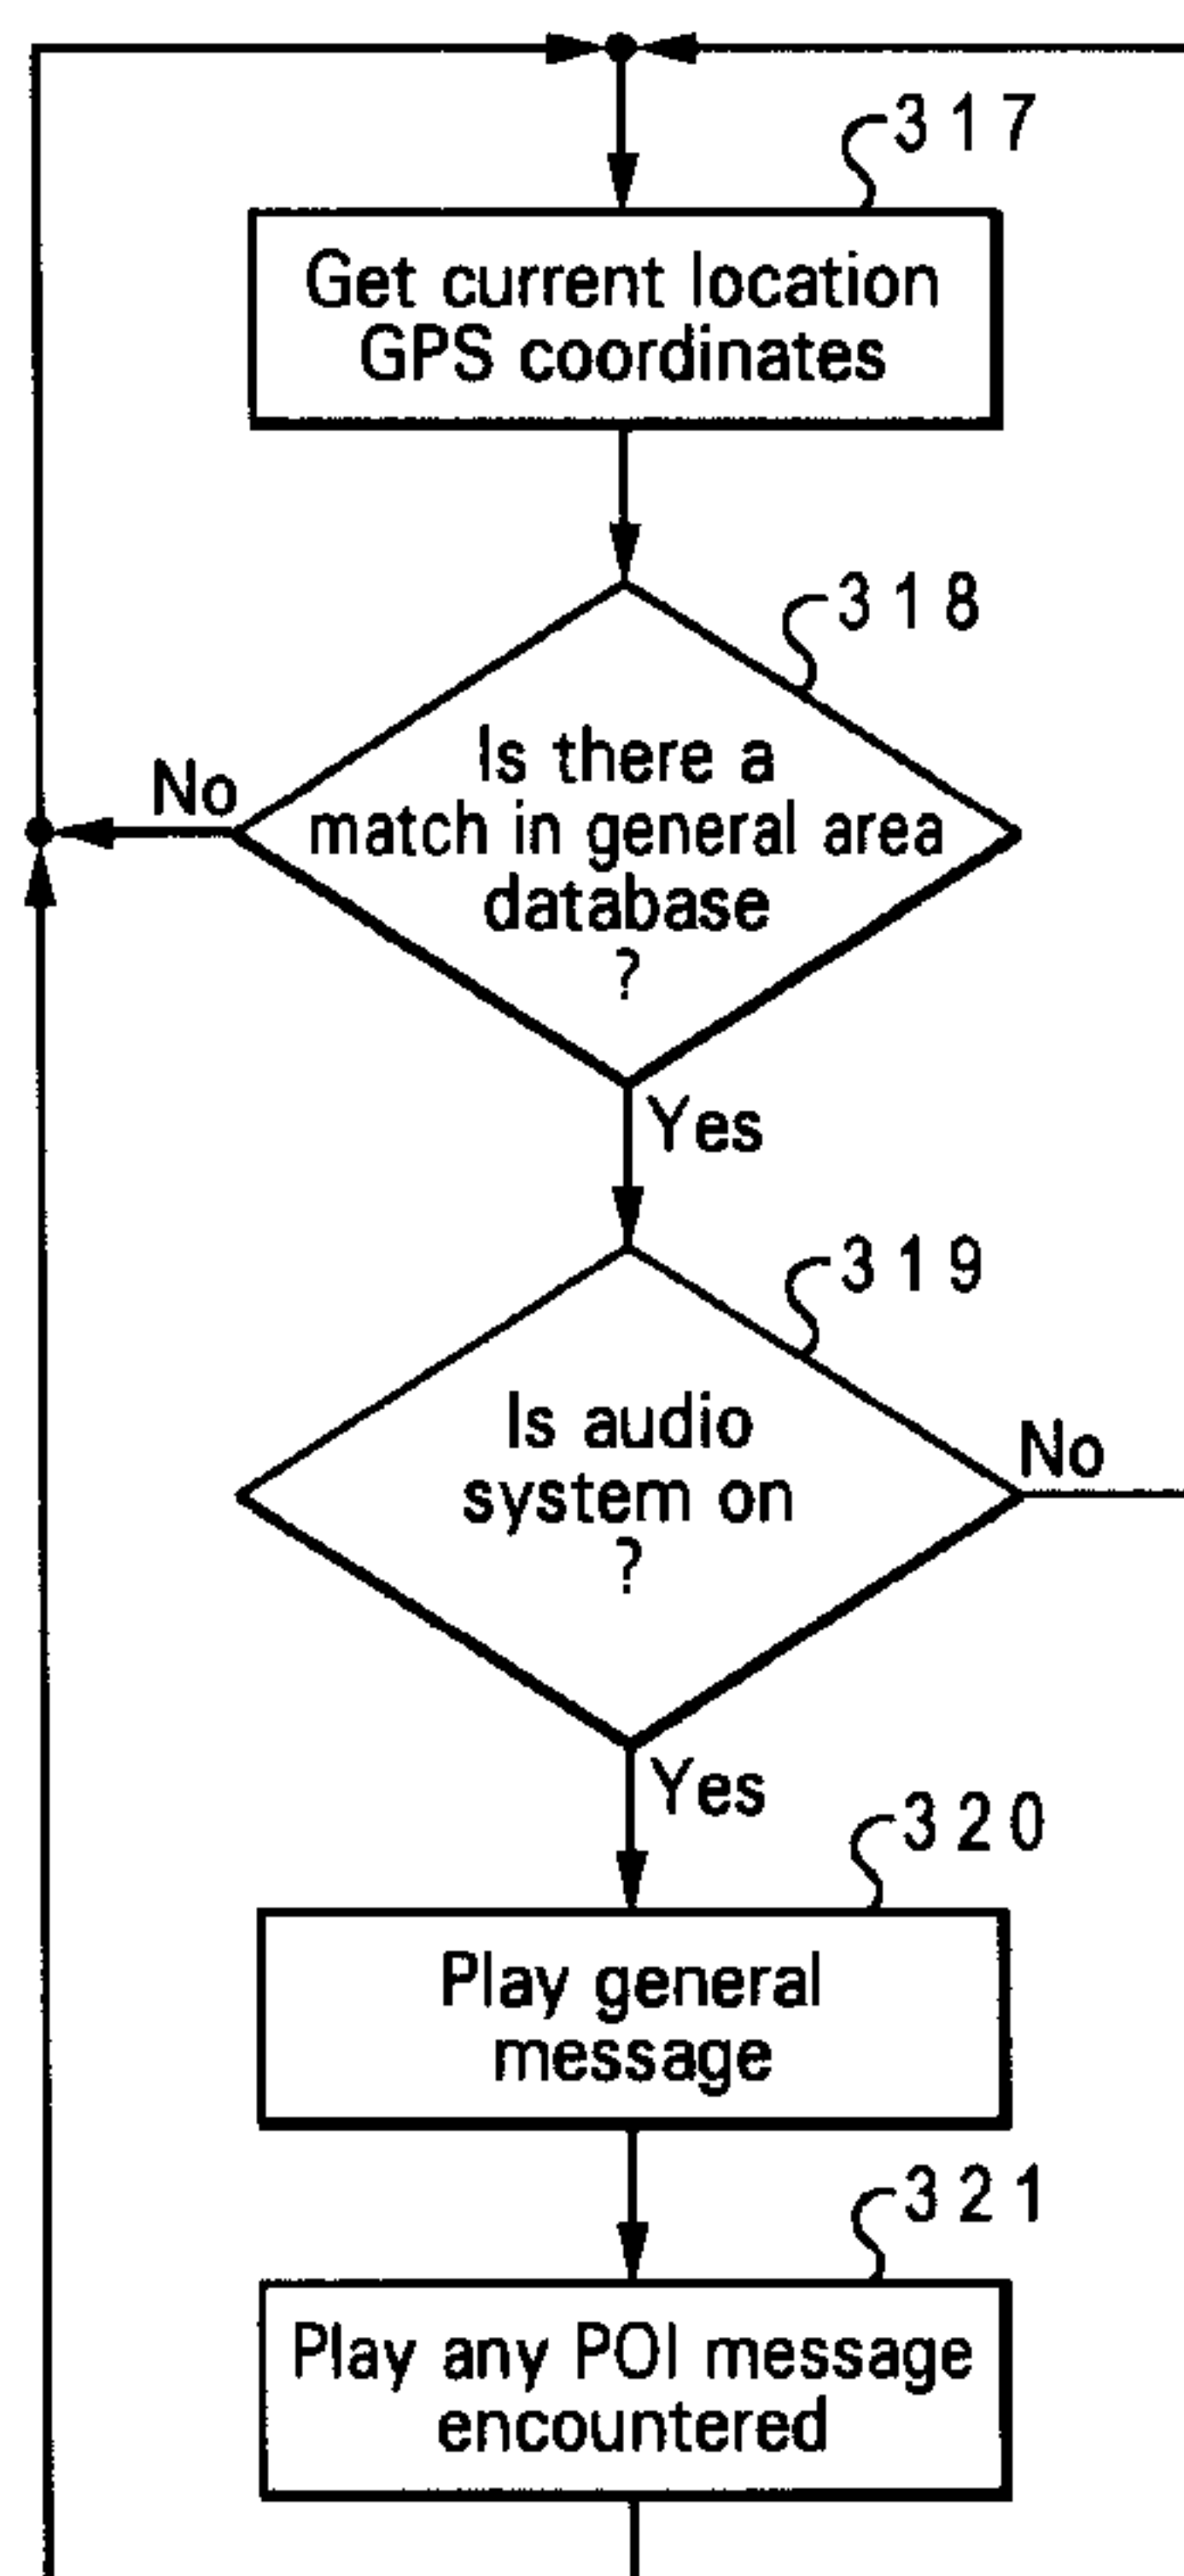 317
Get current location
GPS coordinates
318
Is there a
match in general area
database
?
No
Yes
319
Is audio
system on
?
No
Yes
320
Play general
message
321
Play any POI message
encountered